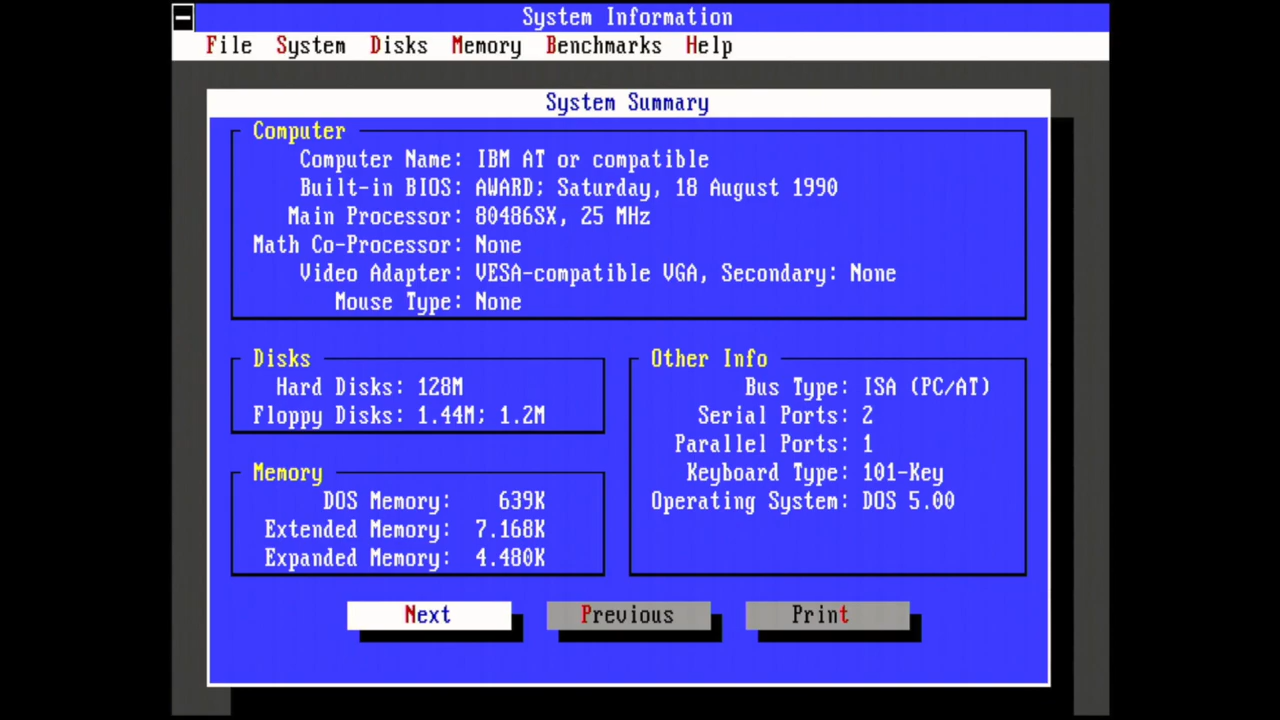 System Information
File System Disks Memory Benchmarks Help
System Summary
Computer
Computer Name: IBM AT or compatible
Built-in BIOS: AWARD; Saturday, 18 August 1990
Main Processor: 80486SX, 25 MHz
Math Co-Processor: None
Video Adapter: VESA-compatible VGA, Secondary: None
Mouse Type: None
Disks
Hard Disks: 128M
Floppy Disks: 1.44M; 1.2M
Memory
DOS Memory: 639K
Extended Memory: 7.168K
Expanded Memory: 4.480K
Other Info
Bus Type: ISA (PC/AT)
Serial Ports: 2
Parallel Ports: 1
Keyboard Type: 101-Key
Operating System: DOS 5.00
Next Previous Print